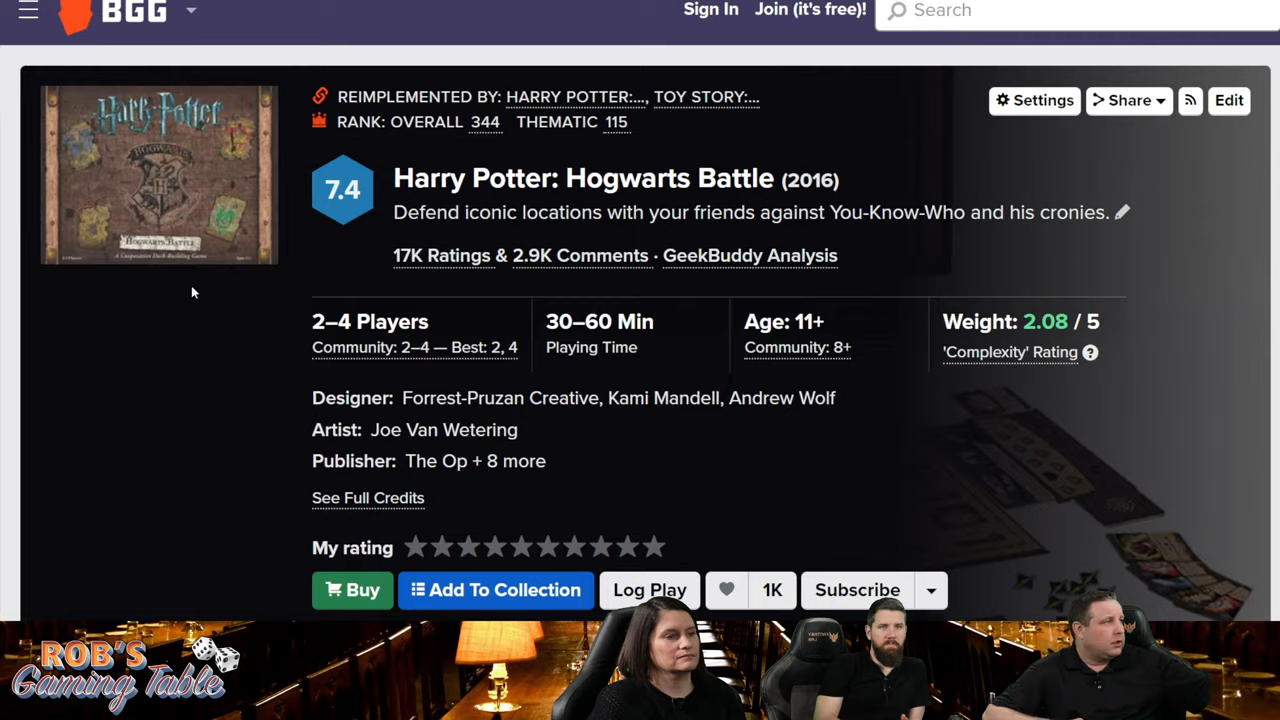 BGG
Sign In
Join (it's free!)
Search
Harry Potter
HOGWARTS
HOGWARTS BATTLE
A Cooperative Deck-Building Game
REIMPLEMENTED BY: HARRY POTTER:..., TOY STORY:...
RANK: OVERALL 344 THEMATIC 115
Settings
Share
Edit
7.4
Harry Potter: Hogwarts Battle (2016)
Defend iconic locations with your friends against You-Know-Who and his cronies.
17K Ratings & 2.9K Comments · GeekBuddy Analysis
2–4 Players
Community: 2–4 — Best: 2, 4
30–60 Min
Playing Time
Age: 11+
Community: 8+
Weight: 2.08 / 5
'Complexity' Rating ?
Designer: Forrest-Pruzan Creative, Kami Mandell, Andrew Wolf
Artist: Joe Van Wetering
Publisher: The Op + 8 more
See Full Credits
My rating
Buy
Add To Collection
Log Play
1K
Subscribe
ROB'S
Gaming Table